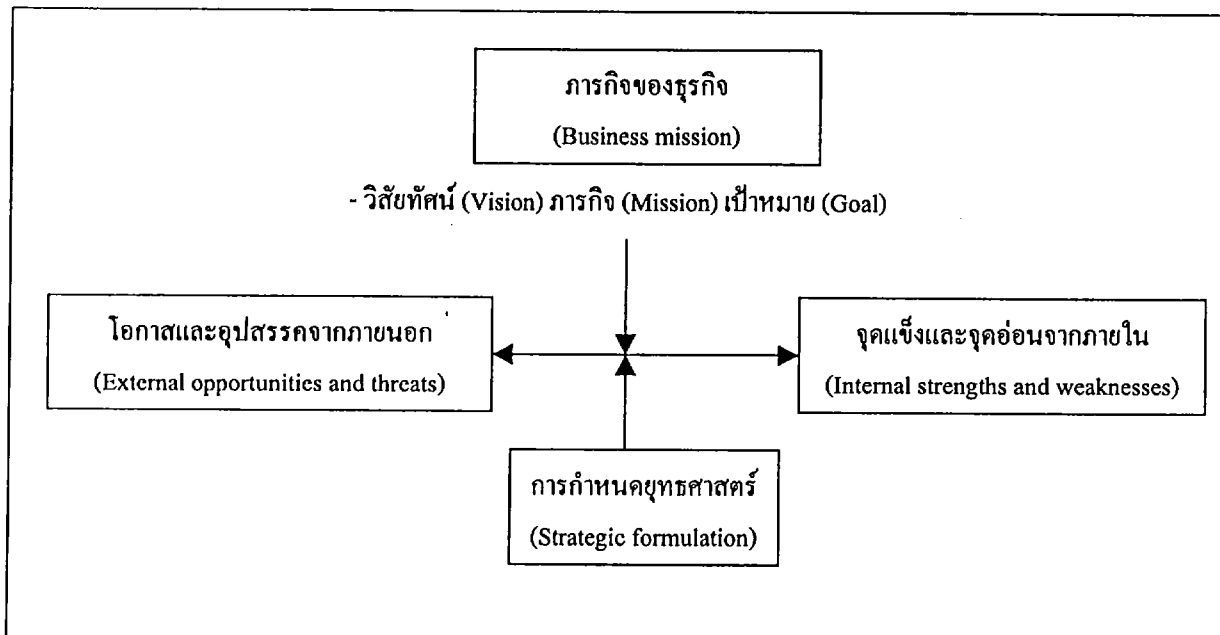 ภารกิจของธุรกิจ
(Business mission)
- วิสัยทัศน์ (Vision) ภารกิจ (Mission) เป้าหมาย (Goal)
โอกาสและอุปสรรคจากภายนอก
(External opportunities and threats)
จุดแข็งและจุดอ่อนจากภายใน
(Internal strengths and weaknesses)
การกำหนดยุทธศาสตร์
(Strategic formulation)